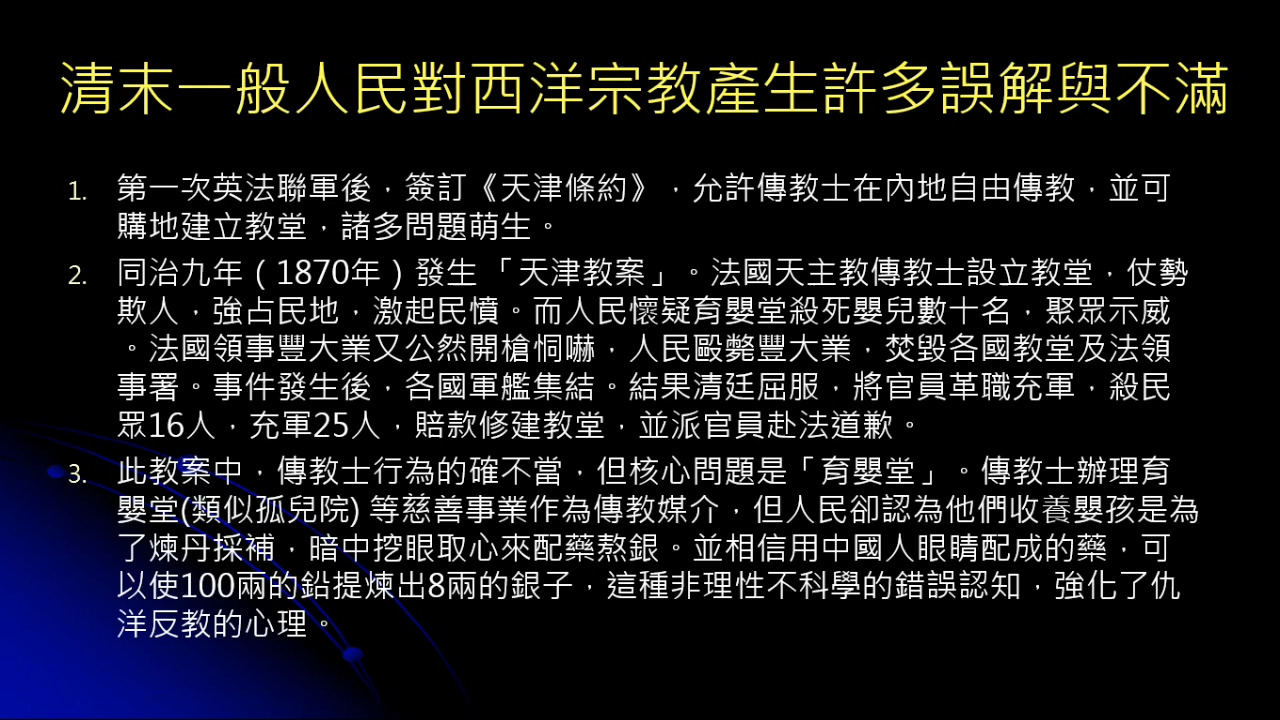 清末一般人民對西洋宗教產生許多誤解與不滿
1. 第一次英法聯軍後，簽訂《天津條約》，允許傳教士在內地自由傳教，並可
購地建立教堂，諸多問題萌生。
2. 同治九年（1870年）發生「天津教案」。法國天主教傳教士設立教堂，仗勢
欺人，強占民地，激起民憤。而人民懷疑育嬰堂殺死嬰兒數十名，聚眾示威
。法國領事豐大業又公然開槍恫嚇，人民毆斃豐大業，焚毀各國教堂及法領
事署。事件發生後，各國軍艦集結。結果清廷屈服，將官員革職充軍，殺民
眾16人，充軍25人，賠款修建教堂，並派官員赴法道歉。
3. 此教案中，傳教士行為的確不當，但核心問題是「育嬰堂」。傳教士辦理育
嬰堂(類似孤兒院) 等慈善事業作為傳教媒介，但人民卻認為他們收養嬰孩是為
了煉丹採補，暗中挖眼取心來配藥熬銀。並相信用中國人眼睛配成的藥，可
以使100兩的鉛提煉出8兩的銀子，這種非理性不科學的錯誤認知，強化了仇
洋反教的心理。